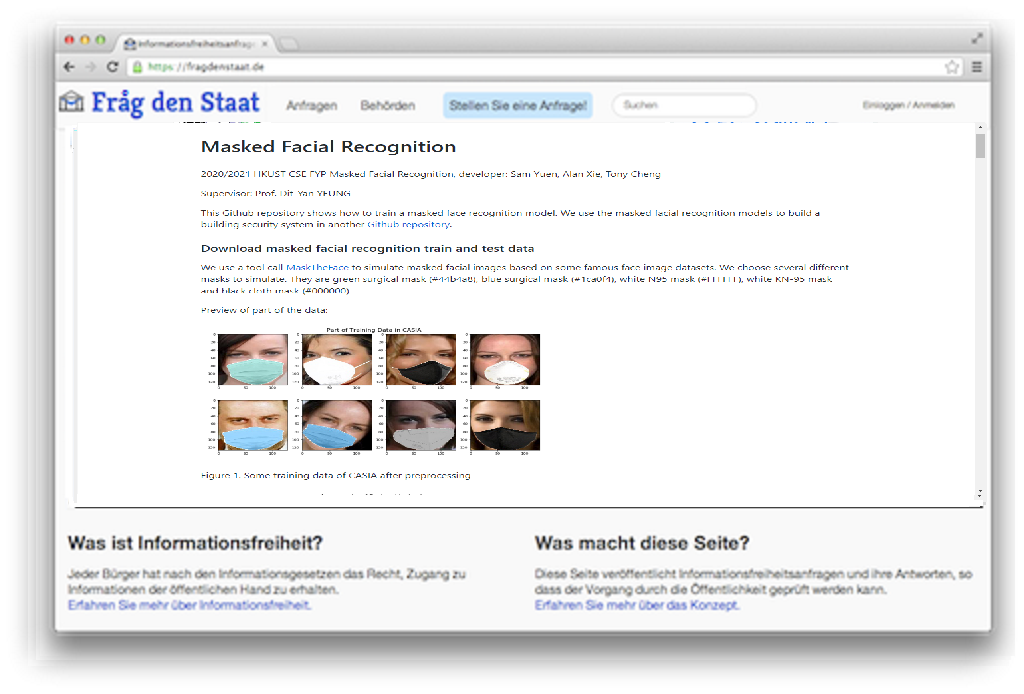 Informationsfreiheitsanfrag
https://fragdenstaat.de
Fråg den Staat
Anfragen
Behörden
Stellen Sie eine Anfrage!
Suchen
Einloggen / Anmelden
Masked Facial Recognition
2020/2021 HKUST CSE FYP Masked Facial Recognition, developer: Sam Yuen, Alan Xie, Tony Cheng
Supervisor: Prof. Dit-Yan YEUNG
This Github repository shows how to train a masked face recognition model. We use the masked facial recognition models to build a
building security system in another Github repository.
Download masked facial recognition train and test data
We use a tool call MaskTheFace to simulate masked facial images based on some famous face image datasets. We choose several different
masks to simulate. They are green surgical mask (#44b4a8), blue surgical mask (#1ca0f4), white N95 mask (#FFFFFF), white KN-95 mask
and black cloth mask (#000000)
Preview of part of the data:
Part of Training Data in CASIA
Figure 1. Some training data of CASIA after preprocessing
Was ist Informationsfreiheit?
Jeder Bürger hat nach den Informationsgesetzen das Recht, Zugang zu
Informationen der öffentlichen Hand zu erhalten.
Erfahren Sie mehr über Informationsfreiheit.
Was macht diese Seite?
Diese Seite veröffentlicht Informationsfreiheitsanfragen und ihre Antworten, so
dass der Vorgang durch die Öffentlichkeit geprüft werden kann.
Erfahren Sie mehr über das Konzept.